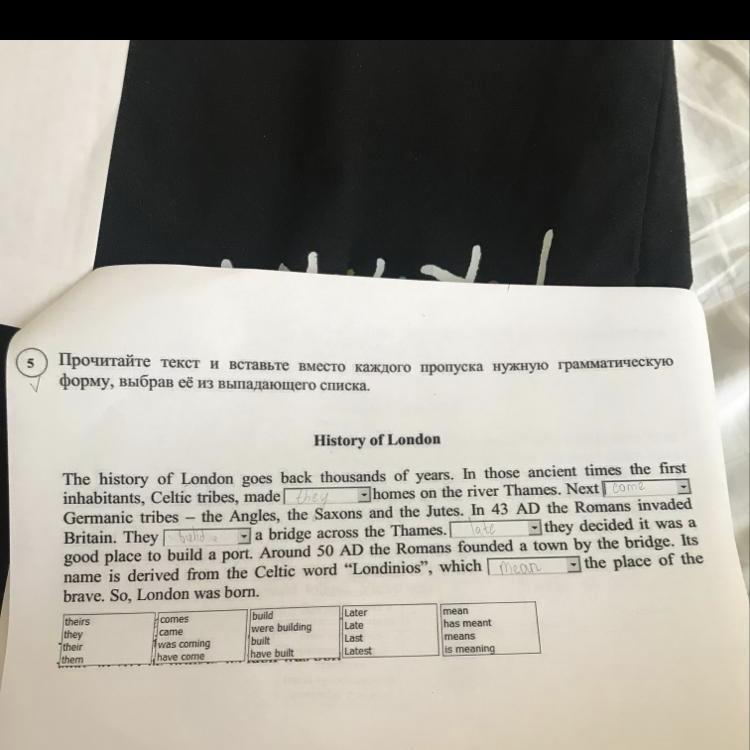 5 Прочитайте текст и вставьте вместо каждого пропуска нужную грамматическую
форму, выбрав её из выпадающего списка.
History of London
The history of London goes back thousands of years. In those ancient times the first
inhabitants, Celtic tribes, made they homes on the river Thames. Next come
Germanic tribes – the Angles, the Saxons and the Jutes. In 43 AD the Romans invaded
Britain. They build a bridge across the Thames. late they decided it was a
good place to build a port. Around 50 AD the Romans founded a town by the bridge. Its
name is derived from the Celtic word “Londinios”, which mean the place of the
brave. So, London was born.
theirs comes build Later mean
they came were building Late has meant
their was coming built Last means
them have come have built Latest is meaning